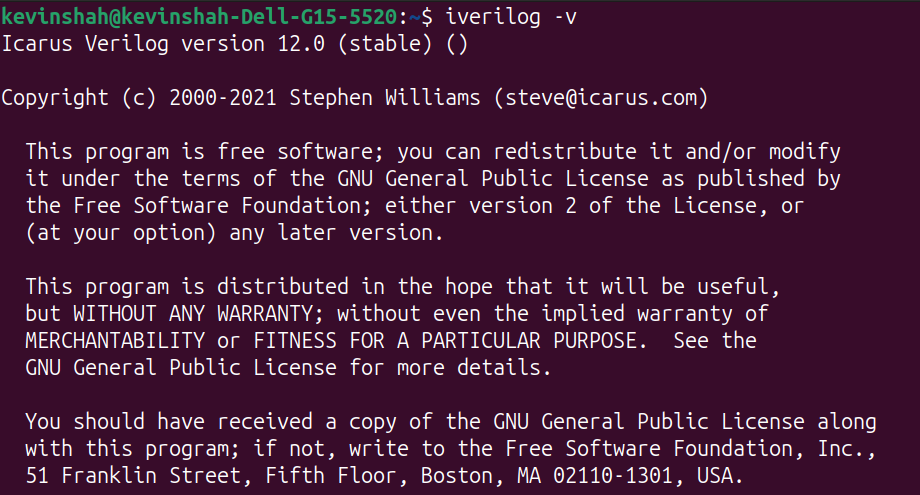 kevinshah@kevinshah-Dell-G15-5520:~$ iverilog -v
Icarus Verilog version 12.0 (stable) ()
Copyright (c) 2000-2021 Stephen Williams (steve@icarus.com)
This program is free software; you can redistribute it and/or modify
it under the terms of the GNU General Public License as published by
the Free Software Foundation; either version 2 of the License, or
(at your option) any later version.
This program is distributed in the hope that it will be useful,
but WITHOUT ANY WARRANTY; without even the implied warranty of
MERCHANTABILITY or FITNESS FOR A PARTICULAR PURPOSE.  See the
GNU General Public License for more details.
You should have received a copy of the GNU General Public License along
with this program; if not, write to the Free Software Foundation, Inc.,
51 Franklin Street, Fifth Floor, Boston, MA 02110-1301, USA.